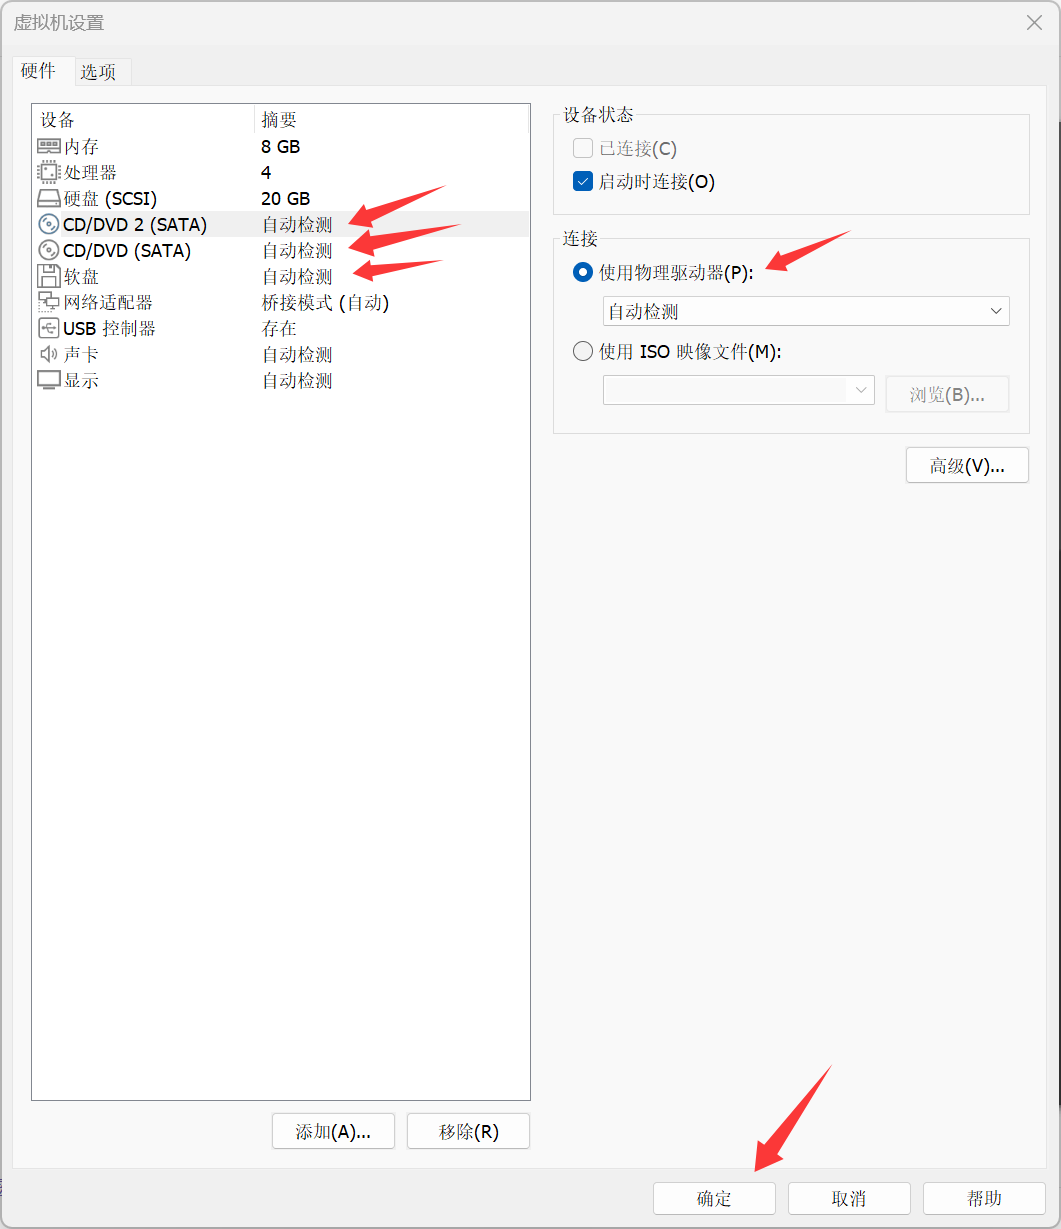 虚拟机设置
硬件 选项
设备 摘要
内存 8 GB
处理器 4
硬盘 (SCSI) 20 GB
CD/DVD 2 (SATA) 自动检测
CD/DVD (SATA) 自动检测
软盘 自动检测
网络适配器 桥接模式 (自动)
USB 控制器 存在
声卡 自动检测
显示 自动检测
添加(A)... 移除(R)
设备状态
已连接(C)
启动时连接(O)
连接
使用物理驱动器(P):
自动检测
使用 ISO 映像文件(M):
浏览(B)...
高级(V)...
确定 取消 帮助